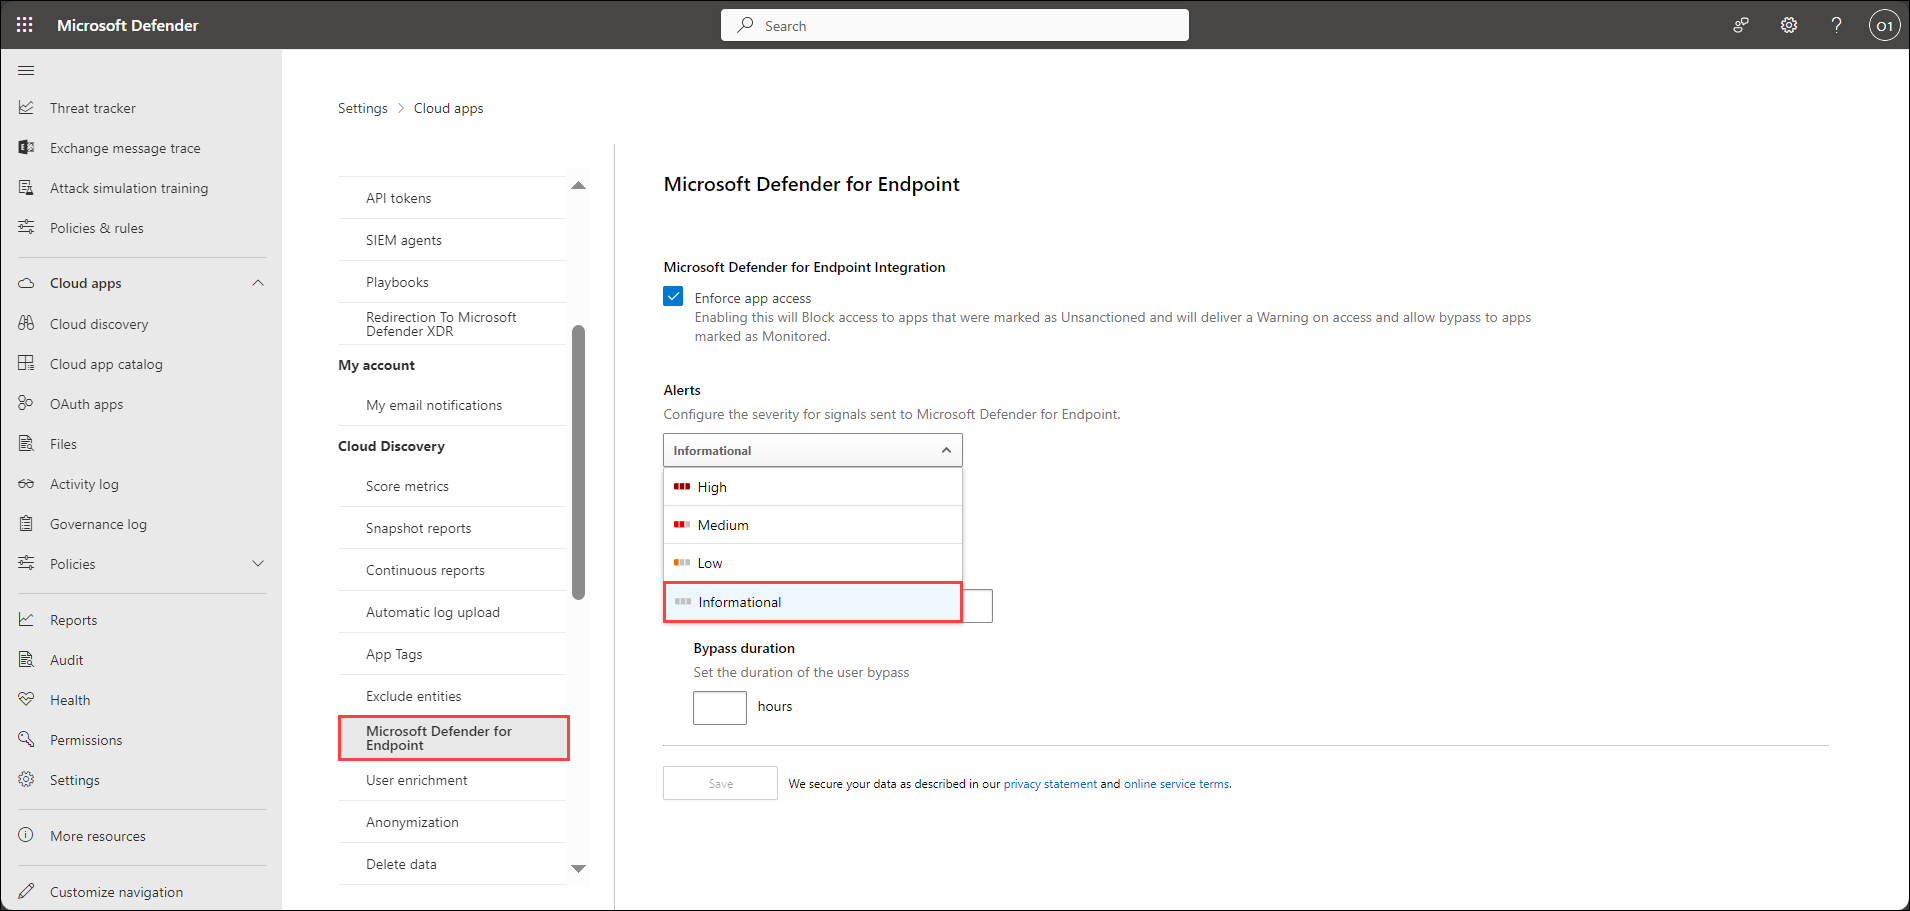 Microsoft Defender
Search
O1
Threat tracker
Exchange message trace
Attack simulation training
Policies & rules
Cloud apps
Cloud discovery
Cloud app catalog
OAuth apps
Files
Activity log
Governance log
Policies
Reports
Audit
Health
Permissions
Settings
More resources
Customize navigation
Settings > Cloud apps
API tokens
SIEM agents
Playbooks
Redirection To Microsoft
Defender XDR
My account
My email notifications
Cloud Discovery
Score metrics
Snapshot reports
Continuous reports
Automatic log upload
App Tags
Exclude entities
Microsoft Defender for
Endpoint
User enrichment
Anonymization
Delete data
Microsoft Defender for Endpoint
Microsoft Defender for Endpoint Integration
Enforce app access
Enabling this will Block access to apps that were marked as Unsanctioned and will deliver a Warning on access and allow bypass to apps
marked as Monitored.
Alerts
Configure the severity for signals sent to Microsoft Defender for Endpoint.
Informational
High
Medium
Low
Informational
Bypass duration
Set the duration of the user bypass
hours
Save
We secure your data as described in our privacy statement and online service terms.